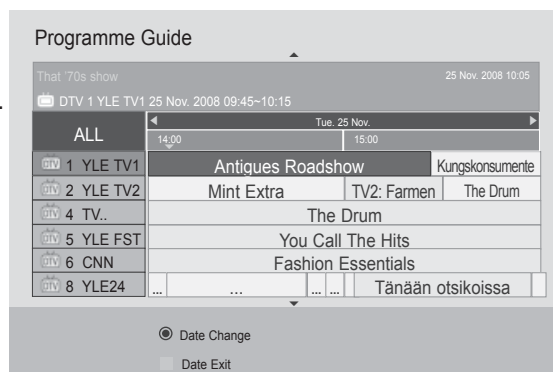 Programme Guide
That '70s show 25 Nov. 2008 10:05
DTV 1 YLE TV1 25 Nov. 2008 09:45~10:15
ALL
Tue. 25 Nov.
14:00 15:00
DTV 1 YLE TV1 Antigues Roadshow Kungskonsumente
DTV 2 YLE TV2 Mint Extra TV2: Farmen The Drum
DTV 4 TV.. The Drum
DTV 5 YLE FST You Call The Hits
DTV 6 CNN Fashion Essentials
DTV 8 YLE24 ... ... ... ... Tänään otsikoissa
Date Change
Date Exit